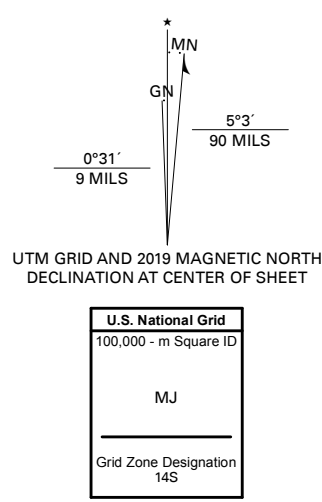 ★
MN
GN
5°3´
90 MILS
0°31´
9 MILS
UTM GRID AND 2019 MAGNETIC NORTH
DECLINATION AT CENTER OF SHEET
U.S. National Grid
100,000 - m Square ID
MJ
Grid Zone Designation
14S